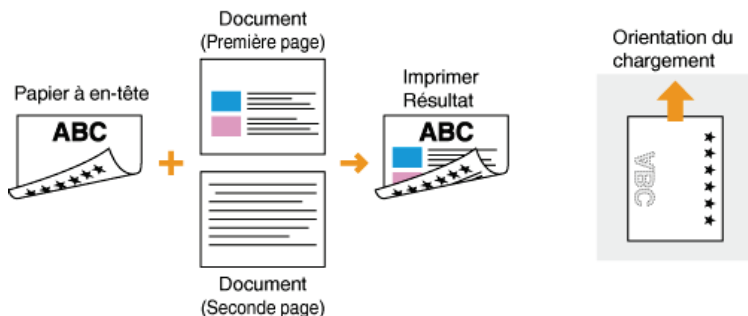 Document
(Première page)
Papier à en-tête
ABC
Imprimer
Résultat
ABC
Document
(Seconde page)
Orientation du
chargement
ABC